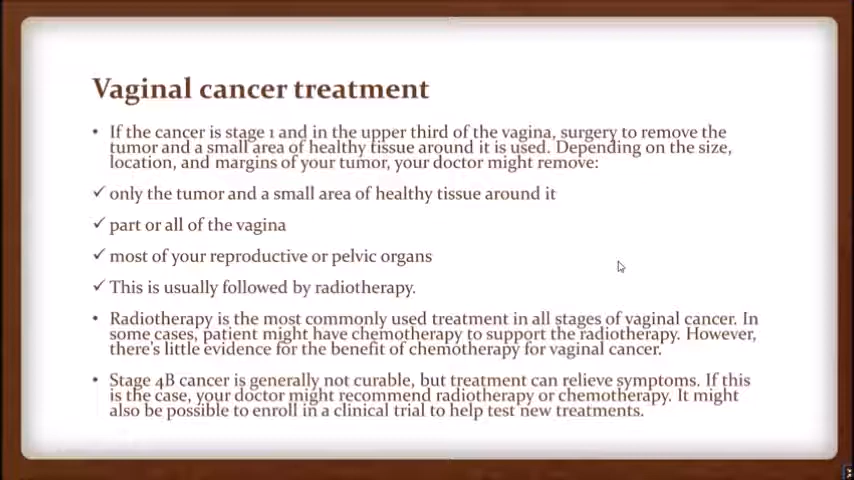 Vaginal cancer treatment
• If the cancer is stage 1 and in the upper third of the vagina, surgery to remove the
tumor and a small area of healthy tissue around it is used. Depending on the size,
location, and margins of your tumor, your doctor might remove:
✓ only the tumor and a small area of healthy tissue around it
✓ part or all of the vagina
✓ most of your reproductive or pelvic organs
✓ This is usually followed by radiotherapy.
• Radiotherapy is the most commonly used treatment in all stages of vaginal cancer. In
some cases, patient might have chemotherapy to support the radiotherapy. However,
there's little evidence for the benefit of chemotherapy for vaginal cancer.
• Stage 4B cancer is generally not curable, but treatment can relieve symptoms. If this
is the case, your doctor might recommend radiotherapy or chemotherapy. It might
also be possible to enroll in a clinical trial to help test new treatments.